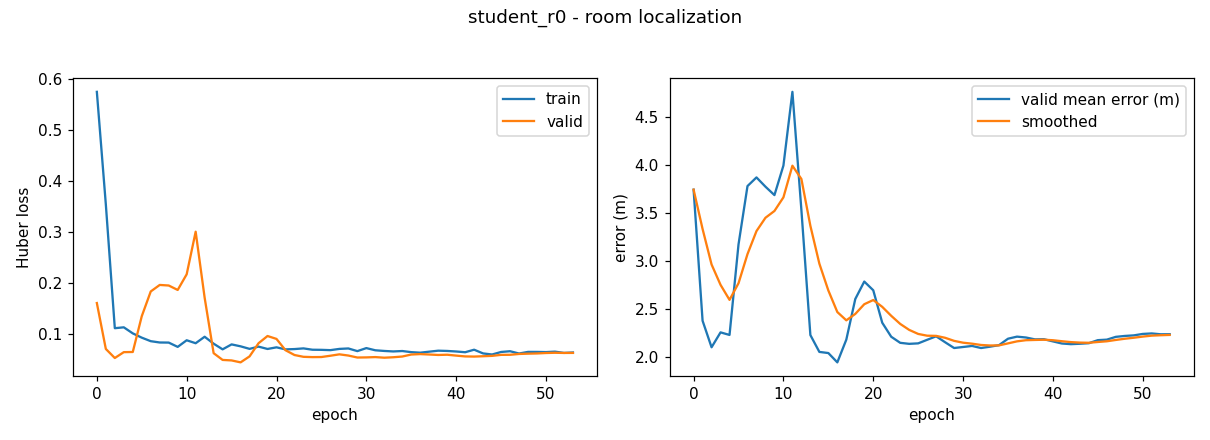 student_r0 - room localization
Huber loss
0.6
0.5
0.4
0.3
0.2
0.1
0
10
20
30
40
50
epoch
train
valid
error (m)
4.5
4.0
3.5
3.0
2.5
2.0
0
10
20
30
40
50
epoch
valid mean error (m)
smoothed